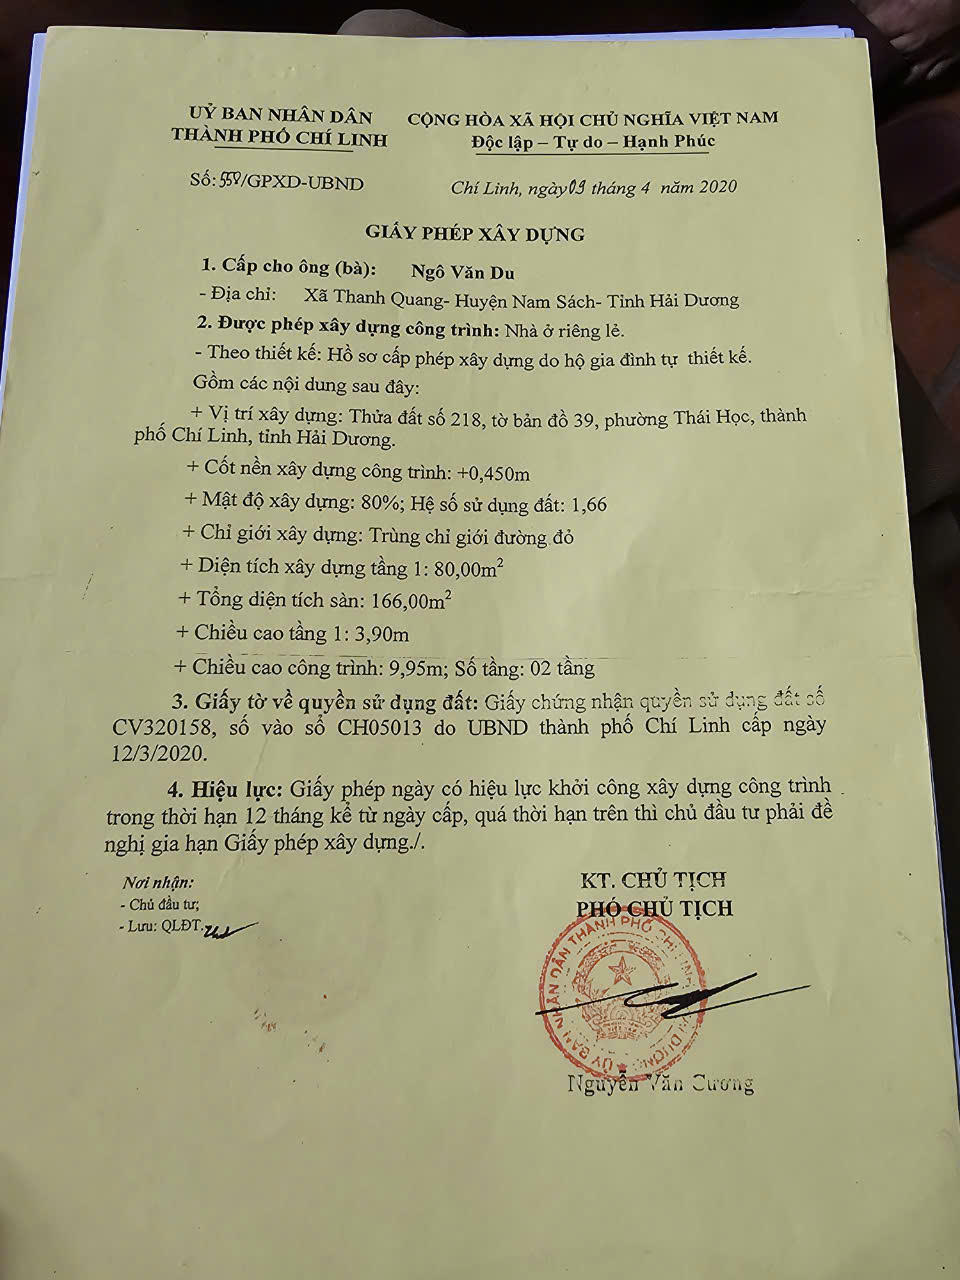 UỶ BAN NHÂN DÂN
THÀNH PHỐ CHÍ LINH
CỘNG HÒA XÃ HỘI CHỦ NGHĨA VIỆT NAM
Độc lập – Tự do – Hạnh Phúc
Số: 558/GPXD-UBND
Chí Linh, ngày 09 tháng 4 năm 2020
GIẤY PHÉP XÂY DỰNG
1. Cấp cho ông (bà): Ngô Văn Du
- Địa chỉ: Xã Thanh Quang- Huyện Nam Sách- Tỉnh Hải Dương
2. Được phép xây dựng công trình: Nhà ở riêng lẻ.
- Theo thiết kế: Hồ sơ cấp phép xây dựng do hộ gia đình tự thiết kế.
Gồm các nội dung sau đây:
+ Vị trí xây dựng: Thửa đất số 218, tờ bản đồ 39, phường Thái Học, thành
phố Chí Linh, tỉnh Hải Dương.
+ Cốt nền xây dựng công trình: +0,450m
+ Mật độ xây dựng: 80%; Hệ số sử dụng đất: 1,66
+ Chỉ giới xây dựng: Trùng chỉ giới đường đỏ
+ Diện tích xây dựng tầng 1: 80,00m²
+ Tổng diện tích sàn: 166,00m²
+ Chiều cao tầng 1: 3,90m
+ Chiều cao công trình: 9,95m; Số tầng: 02 tầng
3. Giấy tờ về quyền sử dụng đất: Giấy chứng nhận quyền sử dụng đất số
CV320158, số vào sổ CH05013 do UBND thành phố Chí Linh cấp ngày
12/3/2020.
4. Hiệu lực: Giấy phép ngày có hiệu lực khởi công xây dựng công trình
trong thời hạn 12 tháng kể từ ngày cấp, quá thời hạn trên thì chủ đầu tư phải đề
nghị gia hạn Giấy phép xây dựng./.
Nơi nhận:
- Chủ đầu tư;
- Lưu: QLĐT.
KT. CHỦ TỊCH
PHÓ CHỦ TỊCH
ỦY BAN NHÂN DÂN THÀNH PHỐ CHÍ LINH
Nguyễn Văn Cương